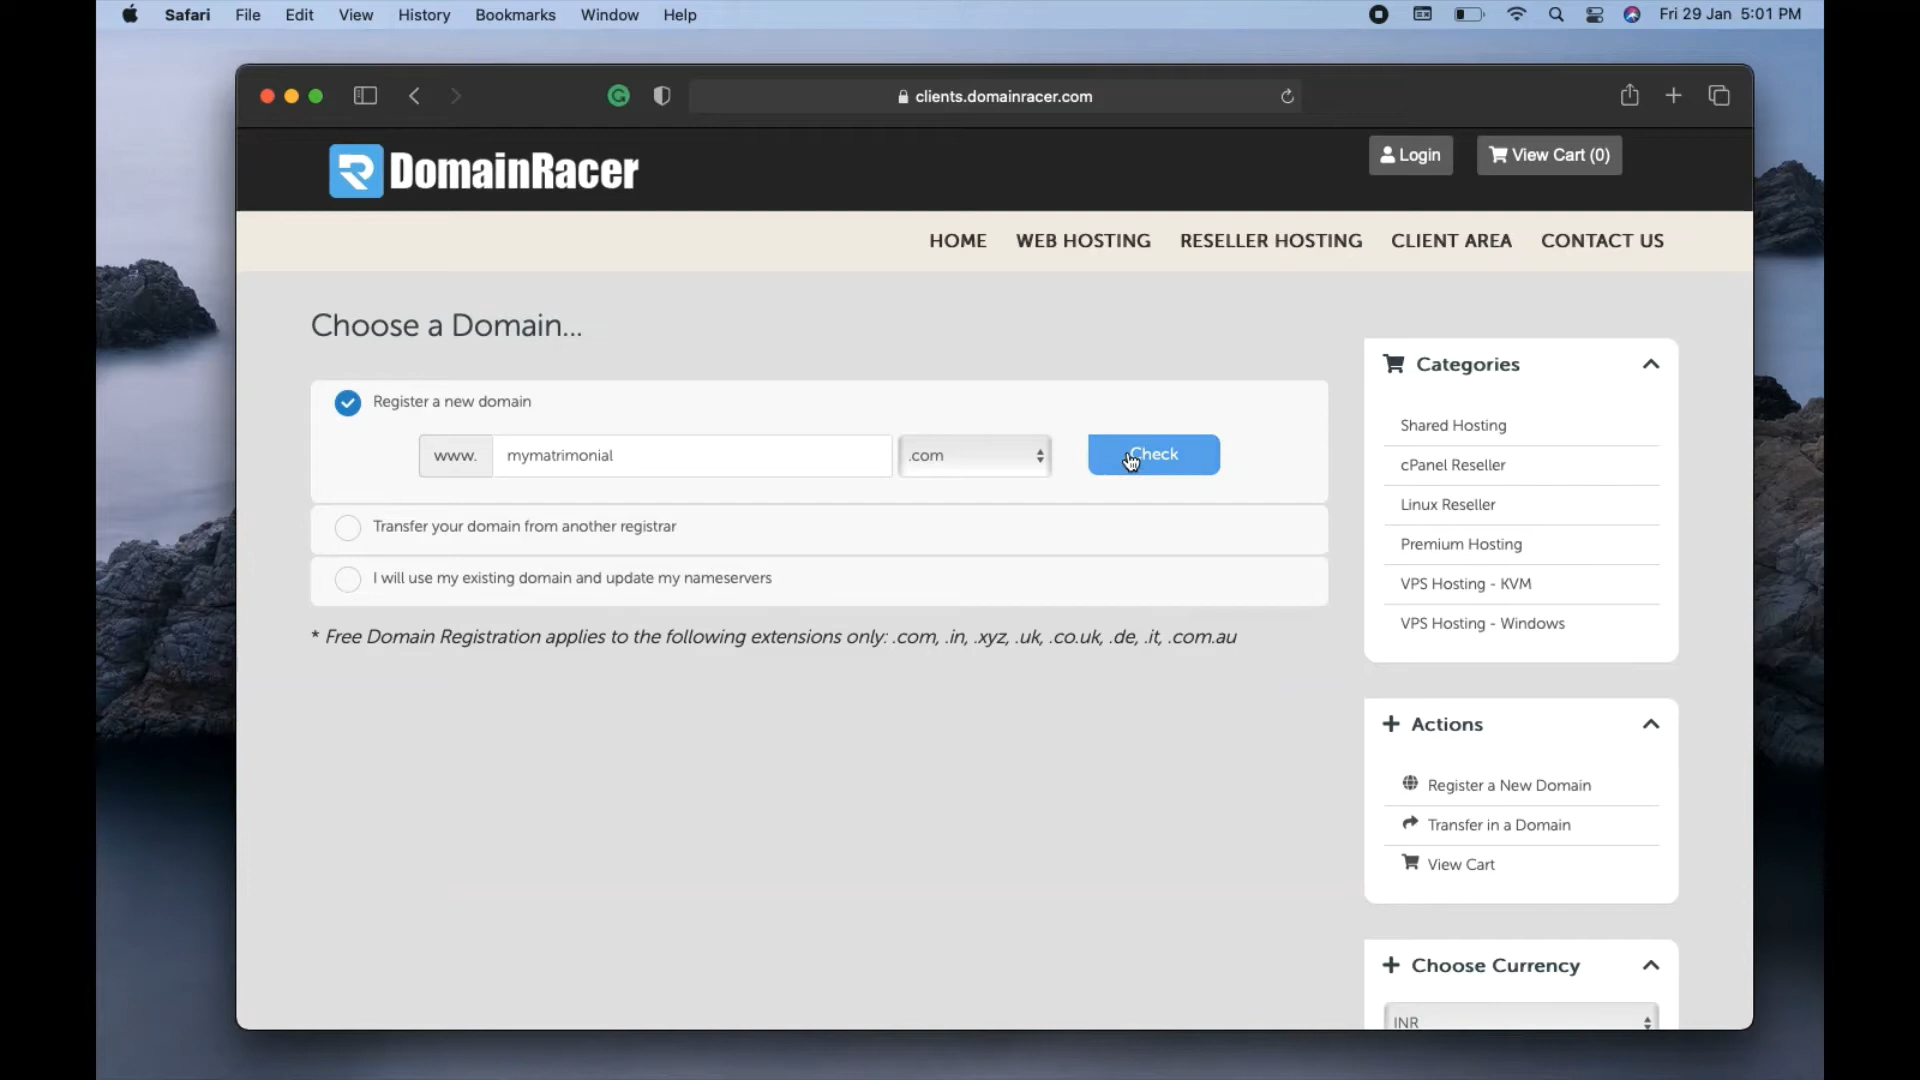 Safari File Edit View History Bookmarks Window Help Fri 29 Jan 5:01 PM
clients.domainracer.com
DomainRacer
Login View Cart (0)
HOME WEB HOSTING RESELLER HOSTING CLIENT AREA CONTACT US
Choose a Domain...
Register a new domain
www. mymatrimonial .com Check
Transfer your domain from another registrar
I will use my existing domain and update my nameservers
* Free Domain Registration applies to the following extensions only: .com, .in, .xyz, .uk, .co.uk, .de, .it, .com.au
Categories
Shared Hosting
cPanel Reseller
Linux Reseller
Premium Hosting
VPS Hosting - KVM
VPS Hosting - Windows
Actions
Register a New Domain
Transfer in a Domain
View Cart
Choose Currency
INR